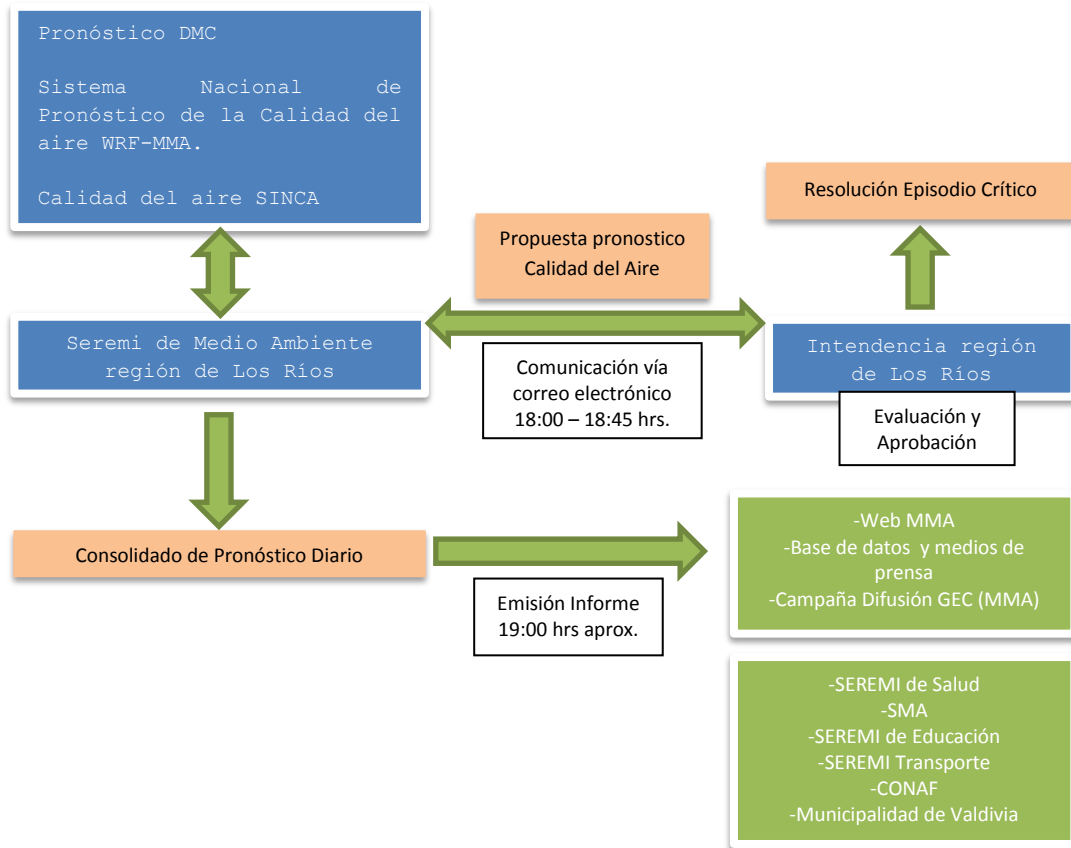 Pronóstico DMC
Sistema Nacional de
Pronóstico de la Calidad del
aire WRF-MMA.
Calidad del aire SINCA
Resolución Episodio Crítico
Propuesta pronostico
Calidad del Aire
Seremi de Medio Ambiente
región de Los Ríos
Comunicación vía
correo electrónico
18:00 – 18:45 hrs.
Intendencia región
de Los Ríos
Evaluación y
Aprobación
Consolidado de Pronóstico Diario
Emisión Informe
19:00 hrs aprox.
-Web MMA
-Base de datos y medios de
prensa
-Campaña Difusión GEC (MMA)
-SEREMI de Salud
-SMA
-SEREMI de Educación
-SEREMI Transporte
-CONAF
-Municipalidad de Valdivia